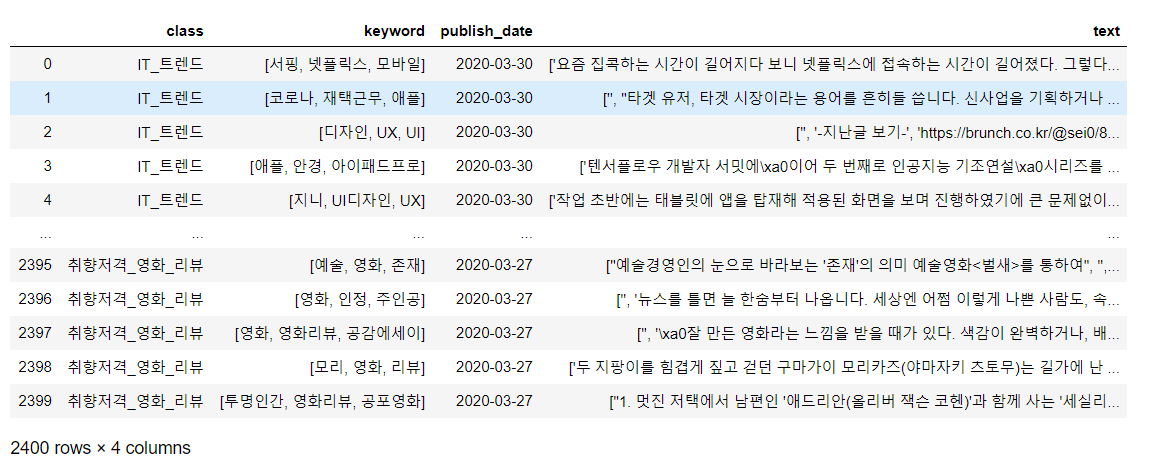 class keyword publish_date text
0 IT_트렌드 [서핑, 넷플릭스, 모바일] 2020-03-30 ['요즘 집콕하는 시간이 길어지다 보니 넷플릭스에 접속하는 시간이 길어졌다. 그렇다...
1 IT_트렌드 [코로나, 재택근무, 애플] 2020-03-30 ['', "타겟 유저, 타겟 시장이라는 용어를 흔히들 씁니다. 신사업을 기획하거나 ...
2 IT_트렌드 [디자인, UX, UI] 2020-03-30 ['', '-지난글 보기-', 'https://brunch.co.kr/@sei0/8...
3 IT_트렌드 [애플, 안경, 아이패드프로] 2020-03-30 ['텐서플로우 개발자 서밋에\xa0이어 두 번째로 인공지능 기조연설\xa0시리즈를 ...
4 IT_트렌드 [지니, UI디자인, UX] 2020-03-30 ['작업 초반에는 태블릿에 앱을 탑재해 적용된 화면을 보며 진행하였기에 큰 문제없이...
... ... ... ... ...
2395 취향저격_영화_리뷰 [예술, 영화, 존재] 2020-03-27 ["예술경영인의 눈으로 바라보는 '존재'의 의미 예술영화<벌새>를 통하여", '',...
2396 취향저격_영화_리뷰 [영화, 인정, 주인공] 2020-03-27 ['', '뉴스를 틀면 늘 한숨부터 나옵니다. 세상엔 어쩜 이렇게 나쁜 사람도, 속...
2397 취향저격_영화_리뷰 [영화, 영화리뷰, 공감에세이] 2020-03-27 ['', '\xa0잘 만든 영화라는 느낌을 받을 때가 있다. 색감이 완벽하거나, 배...
2398 취향저격_영화_리뷰 [모리, 영화, 리뷰] 2020-03-27 ['두 지팡이를 힘겹게 짚고 걷던 구마가이 모리카즈(야마자키 츠토무)는 길가에 난 ...
2399 취향저격_영화_리뷰 [투명인간, 영화리뷰, 공포영화] 2020-03-27 ["1. 멋진 저택에서 남편인 '애드리안(올리버 잭슨 코헨)'과 함께 사는 '세실리...
2400 rows × 4 columns